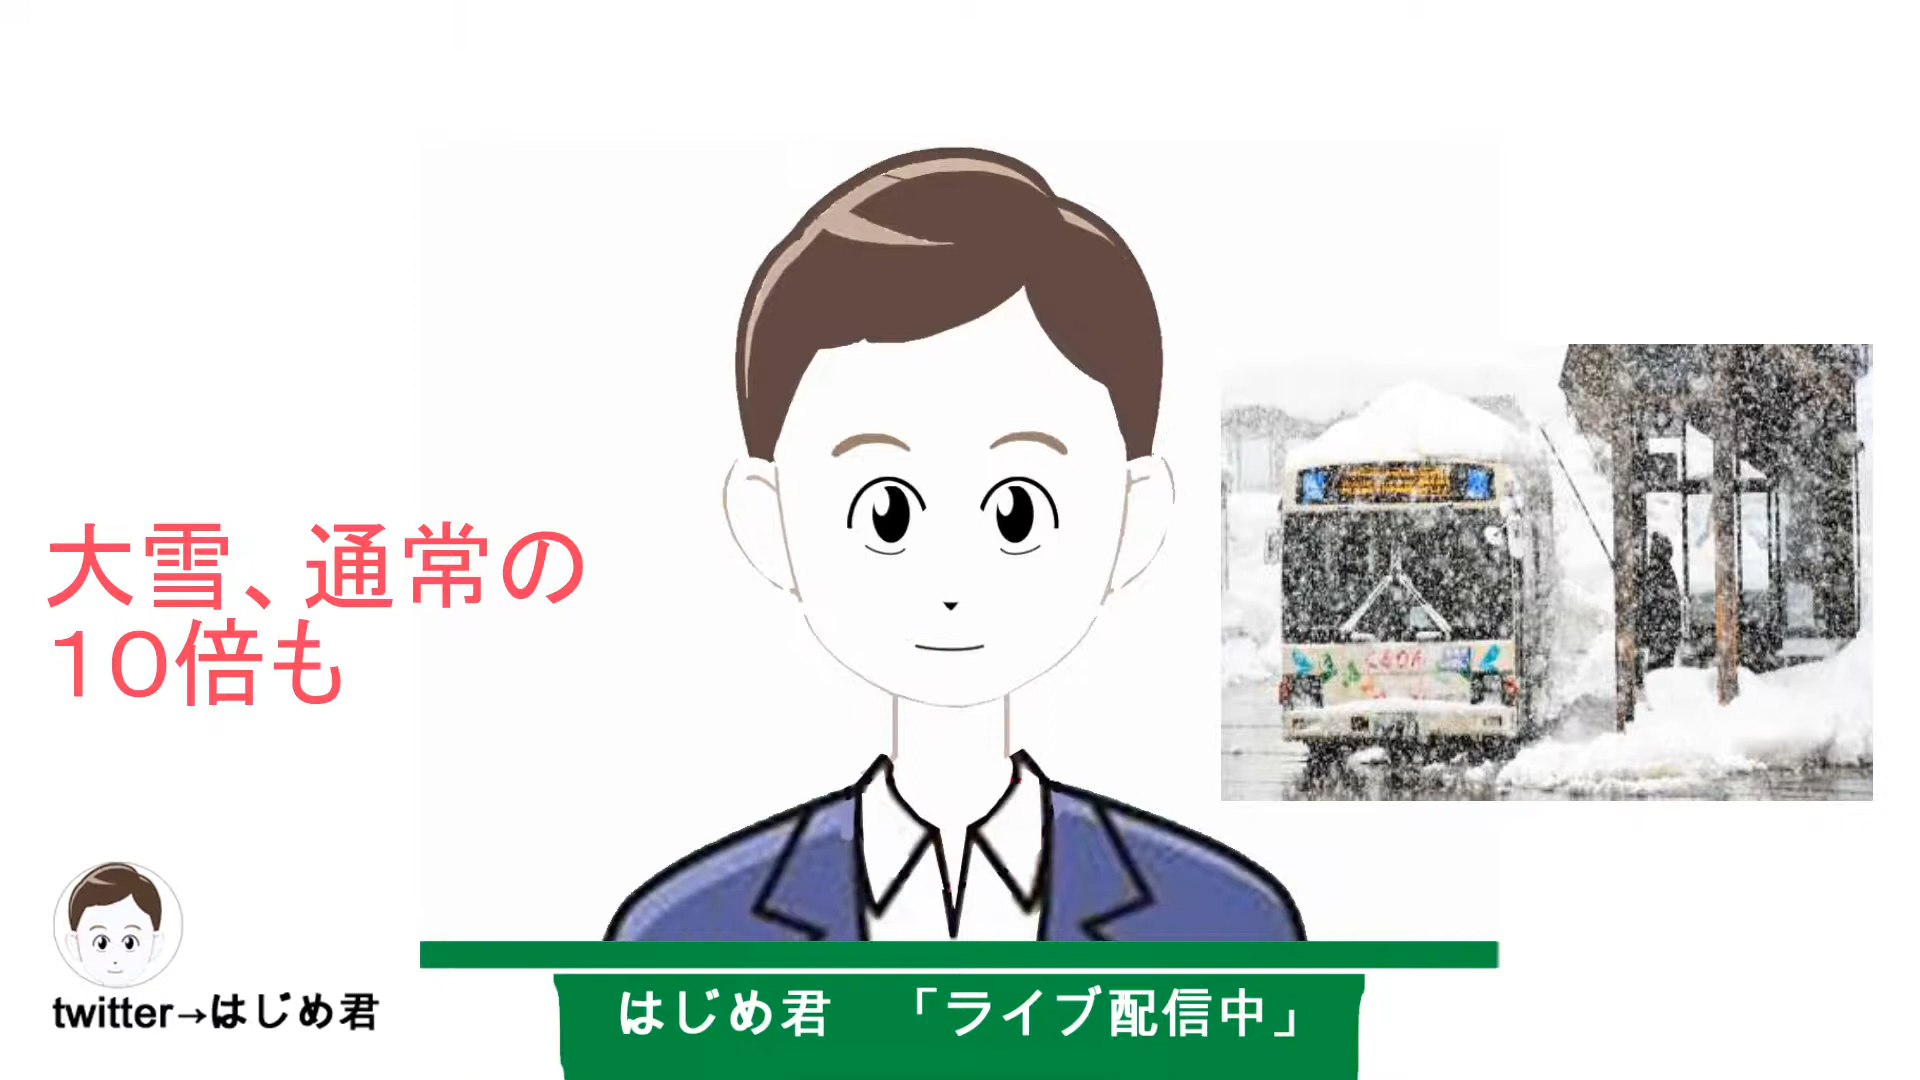 大雪、通常の
10倍も
twitter→はじめ君
はじめ君 「ライブ配信中」